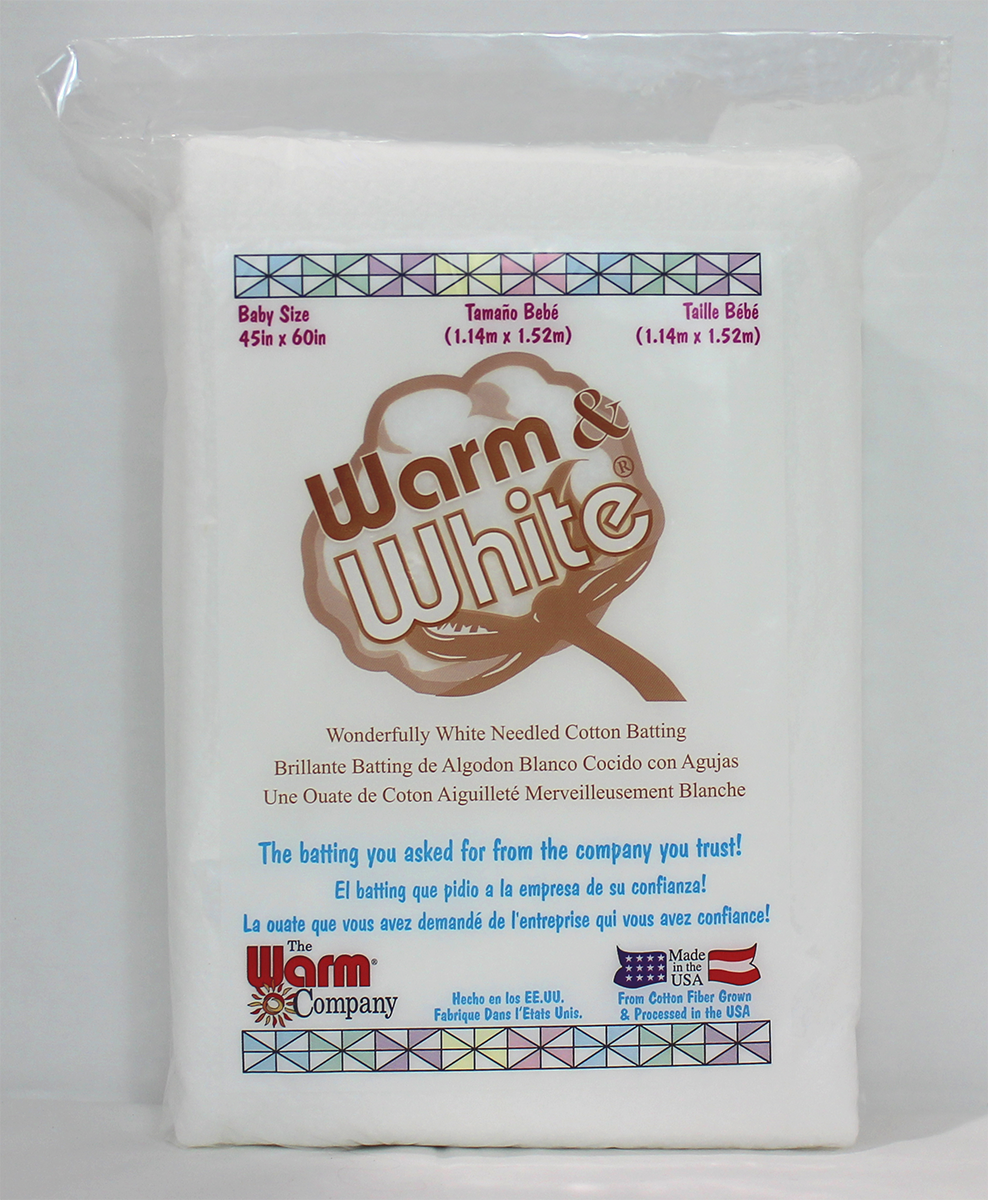 Baby Size
45in x 60in
Tamaño Bebé
(1.14m x 1.52m)
Taille Bébé
(1.14m x 1.52m)
Warm &
White®
Wonderfully White Needled Cotton Batting
Brillante Batting de Algodon Blanco Cocido con Agujas
Une Ouate de Coton Aiguilleté Merveilleusement Blanche
The batting you asked for from the company you trust!
El batting que pidio a la empresa de su confianza!
La ouate que vous avez demandé de l'entreprise qui vous avez confiance!
The
Warm®
Company
Hecho en los EE.UU.
Fabrique Dans l'Etats Unis.
Made
in the
USA
From Cotton Fiber Grown
& Processed in the USA